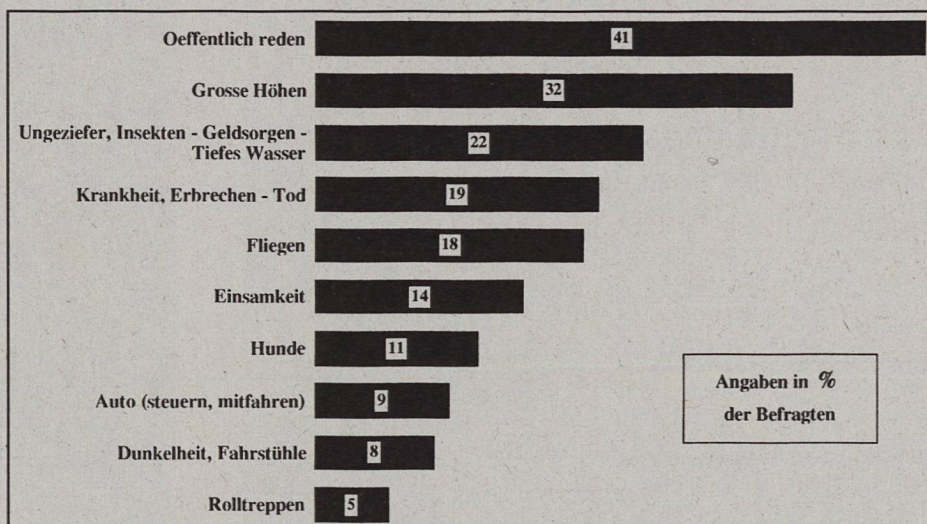 Oeffentlich reden 41
Grosse Höhen 32
Ungeziefer, Insekten - Geldsorgen -
Tiefes Wasser 22
Krankheit, Erbrechen - Tod 19
Fliegen 18
Einsamkeit 14
Hunde 11
Auto (steuern, mitfahren) 9
Dunkelheit, Fahrstühle 8
Rolltreppen 5
Angaben in %
der Befragten